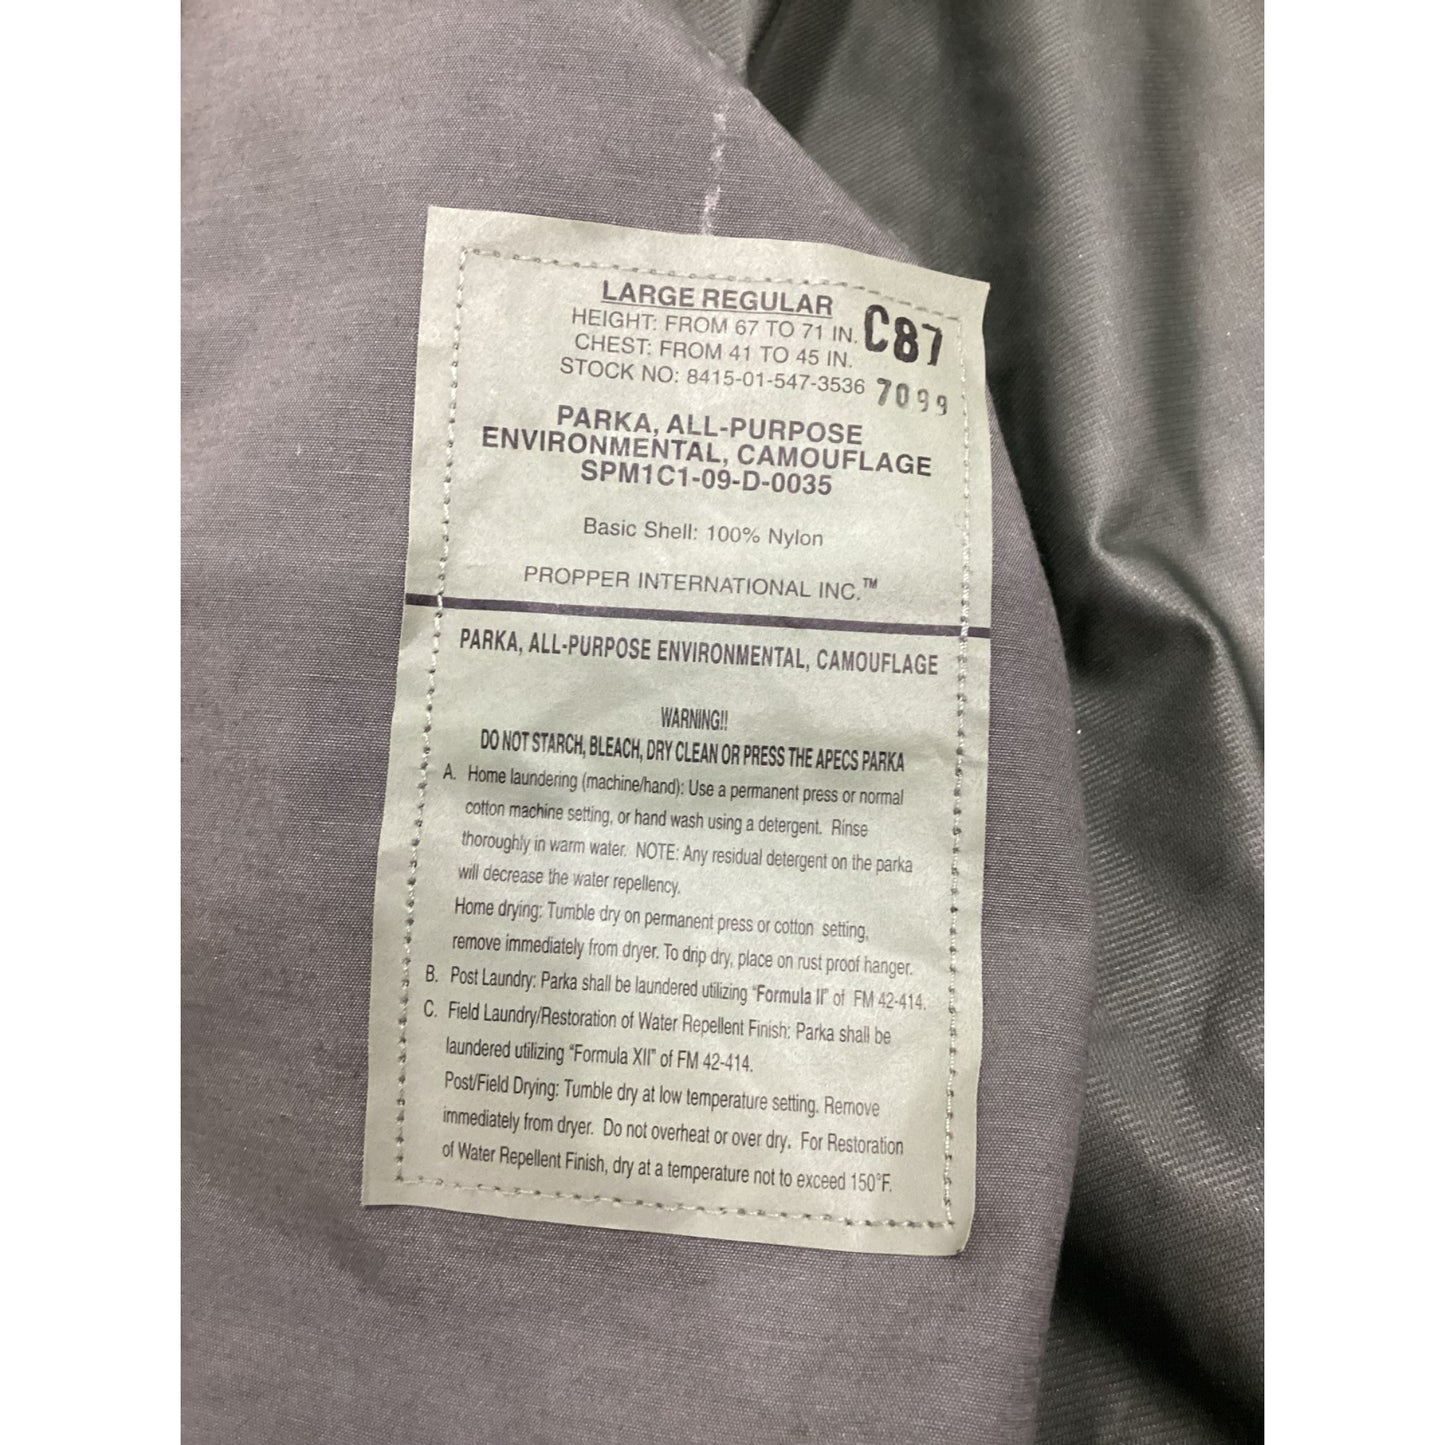 LARGE REGULAR
HEIGHT: FROM 67 TO 71 IN. C87
CHEST: FROM 41 TO 45 IN.
STOCK NO: 8415-01-547-3536 7099
PARKA, ALL-PURPOSE
ENVIRONMENTAL, CAMOUFLAGE
SPM1C1-09-D-0035
Basic Shell: 100% Nylon
PROPPER INTERNATIONAL INC.™
PARKA, ALL-PURPOSE ENVIRONMENTAL, CAMOUFLAGE
WARNING!!
DO NOT STARCH, BLEACH, DRY CLEAN OR PRESS THE APECS PARKA
A. Home laundering (machine/hand): Use a permanent press or normal
cotton machine setting, or hand wash using a detergent. Rinse
thoroughly in warm water. NOTE: Any residual detergent on the parka
will decrease the water repellency.
Home drying: Tumble dry on permanent press or cotton setting,
remove immediately from dryer. To drip dry, place on rust proof hanger.
B. Post Laundry: Parka shall be laundered utilizing "Formula II" of FM 42-414.
C. Field Laundry/Restoration of Water Repellent Finish: Parka shall be
laundered utilizing "Formula XII" of FM 42-414.
Post/Field Drying: Tumble dry at low temperature setting. Remove
immediately from dryer. Do not overheat or over dry. For Restoration
of Water Repellent Finish, dry at a temperature not to exceed 150°F.